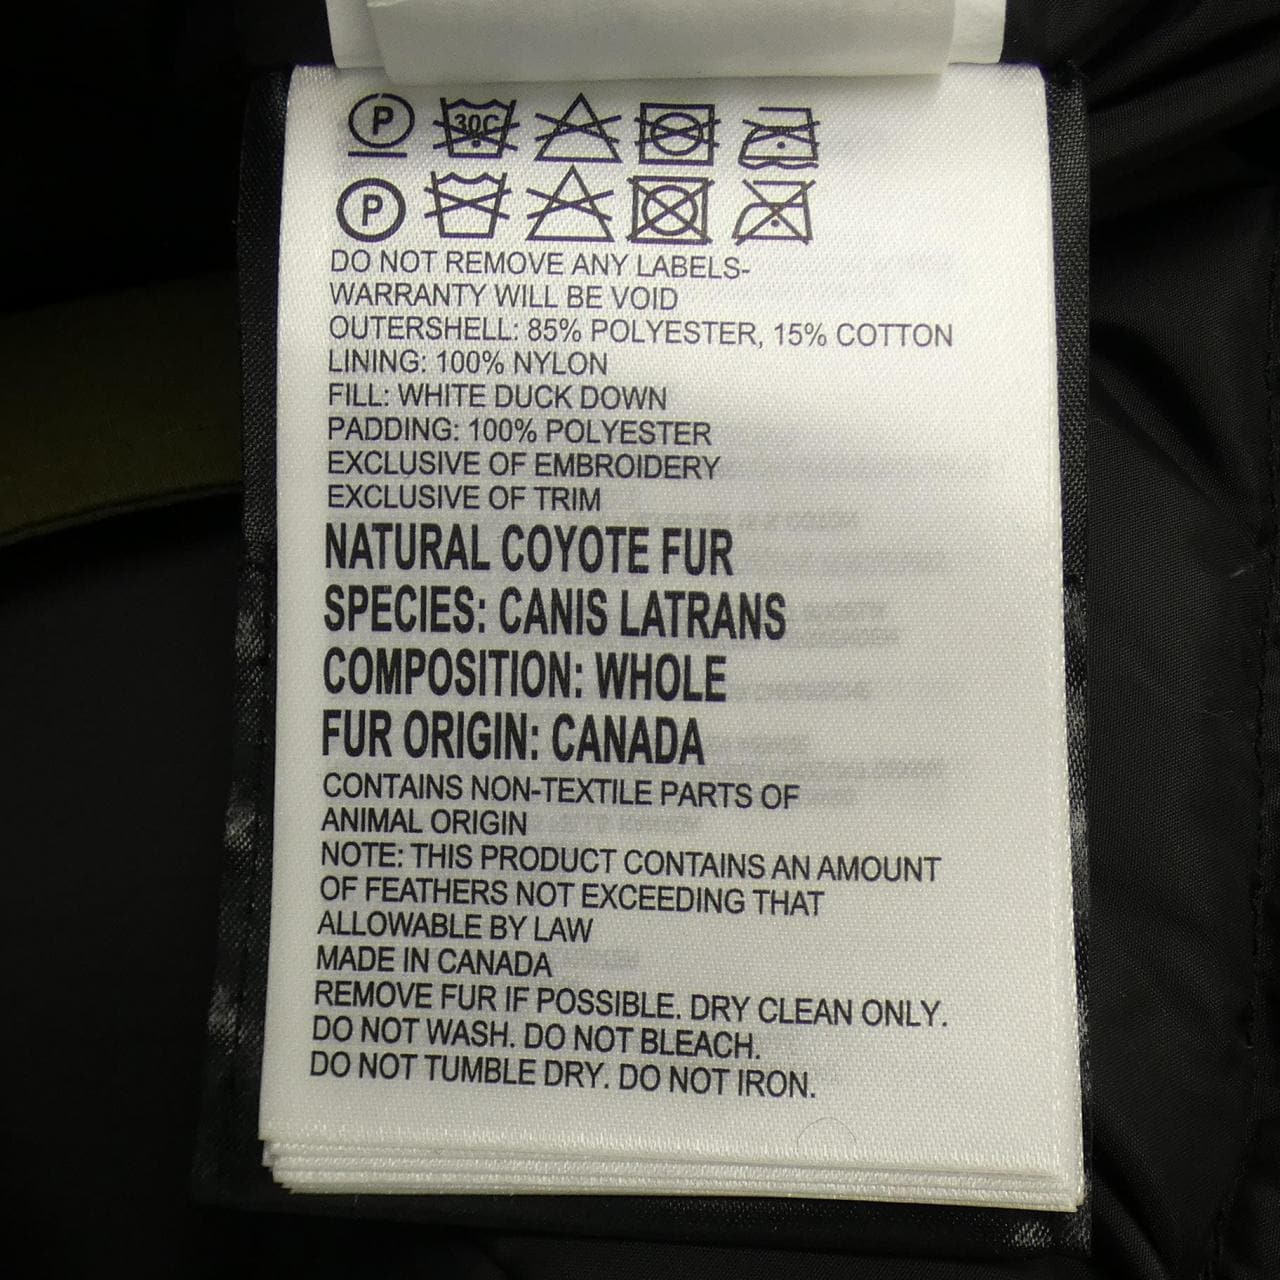 P 30C
P
DO NOT REMOVE ANY LABELS-
WARRANTY WILL BE VOID
OUTERSHELL: 85% POLYESTER, 15% COTTON
LINING: 100% NYLON
FILL: WHITE DUCK DOWN
PADDING: 100% POLYESTER
EXCLUSIVE OF EMBROIDERY
EXCLUSIVE OF TRIM
NATURAL COYOTE FUR
SPECIES: CANIS LATRANS
COMPOSITION: WHOLE
FUR ORIGIN: CANADA
CONTAINS NON-TEXTILE PARTS OF
ANIMAL ORIGIN
NOTE: THIS PRODUCT CONTAINS AN AMOUNT
OF FEATHERS NOT EXCEEDING THAT
ALLOWABLE BY LAW
MADE IN CANADA
REMOVE FUR IF POSSIBLE. DRY CLEAN ONLY.
DO NOT WASH. DO NOT BLEACH.
DO NOT TUMBLE DRY. DO NOT IRON.